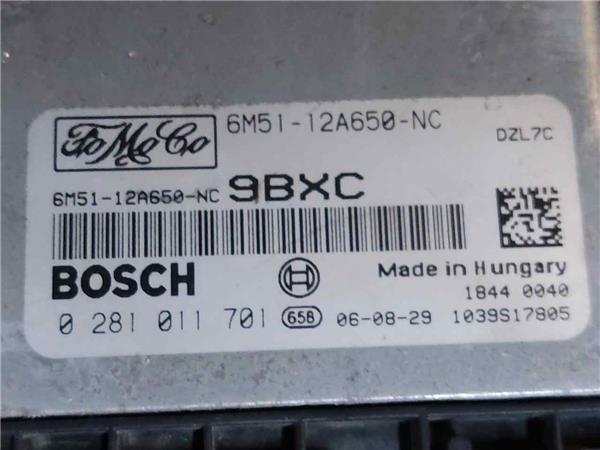 FoMoCo 6M51-12A650-NC DZL7C
6M51-12A650-NC 9BXC
BOSCH Made in Hungary
1844 0040
0 281 011 701 658 06-08-29 1039S17805